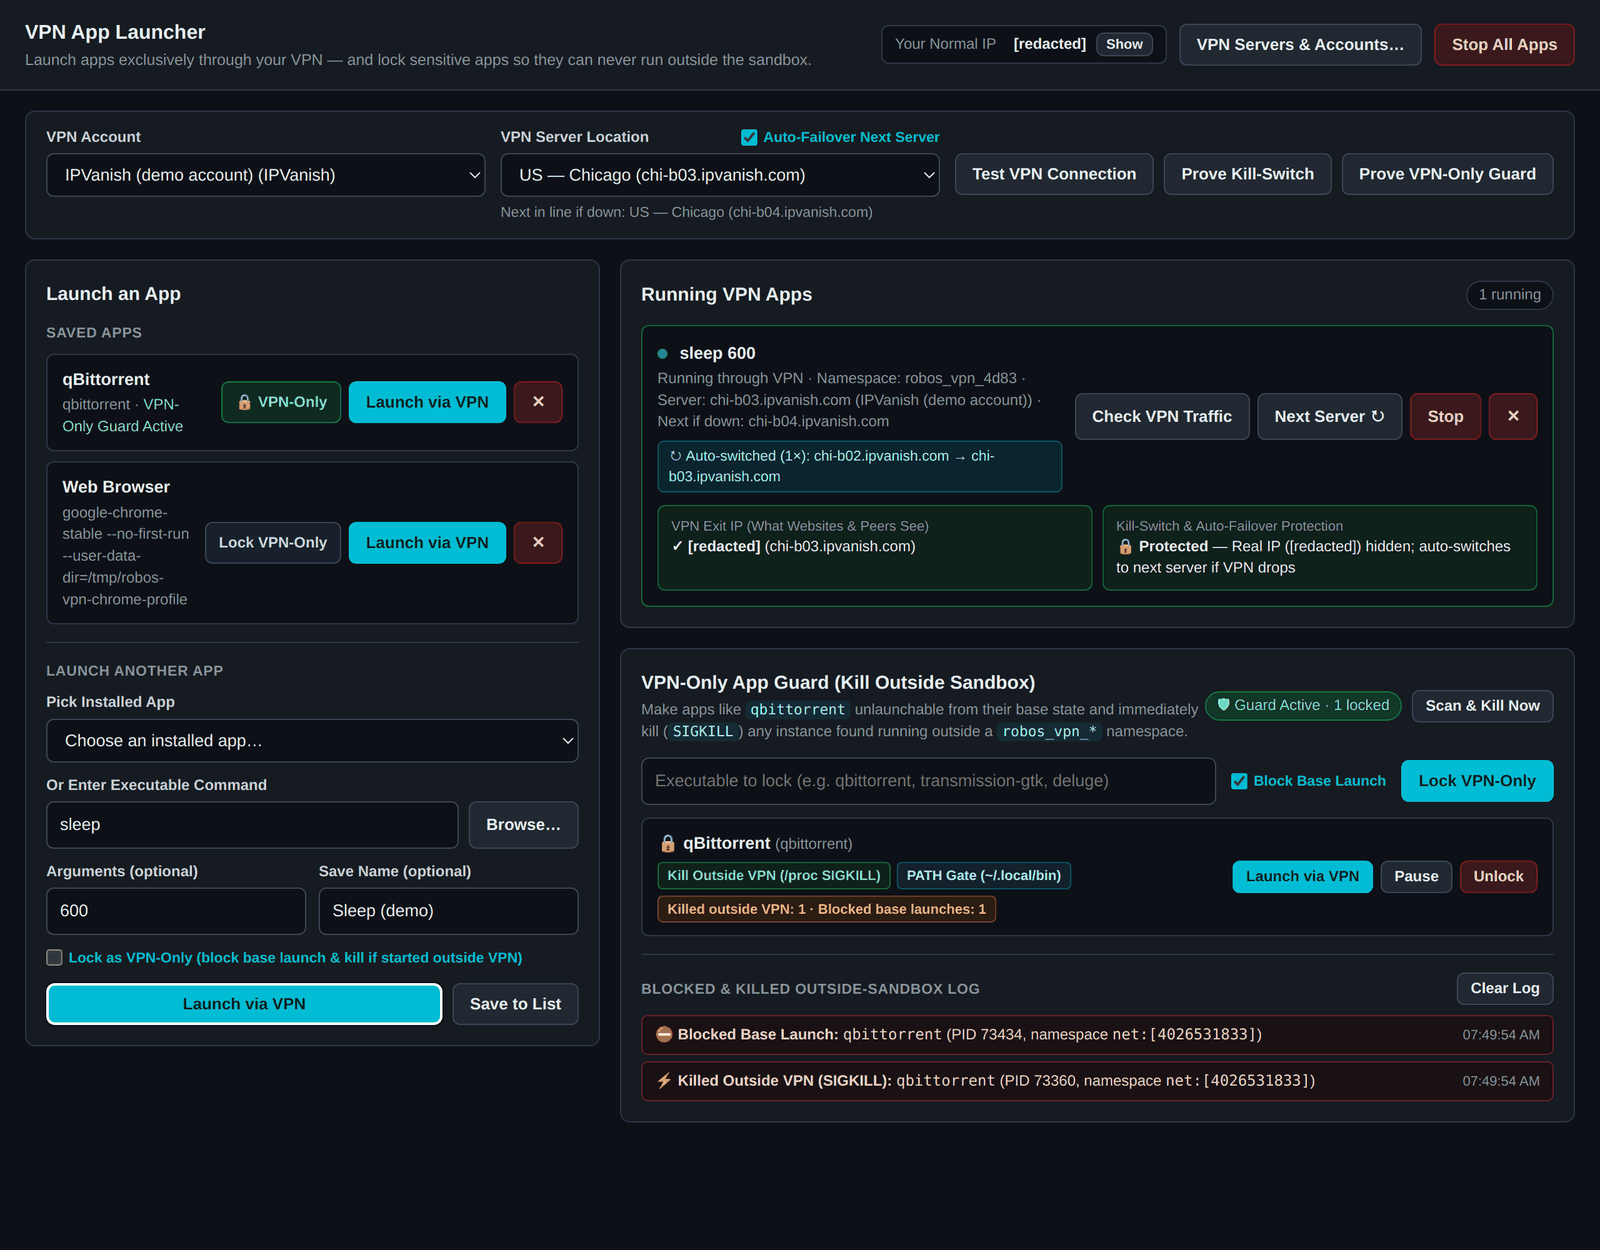 VPN App Launcher
Launch apps exclusively through your VPN — and lock sensitive apps so they can never run outside the sandbox.
Your Normal IP [redacted] Show
VPN Servers & Accounts…
Stop All Apps
VPN Account
IPVanish (demo account) (IPVanish)
VPN Server Location
Auto-Failover Next Server
US — Chicago (chi-b03.ipvanish.com)
Next in line if down: US — Chicago (chi-b04.ipvanish.com)
Test VPN Connection
Prove Kill-Switch
Prove VPN-Only Guard
Launch an App
SAVED APPS
qBittorrent
qbittorrent · VPN-
Only Guard Active
🔒 VPN-Only
Launch via VPN
✕
Web Browser
google-chrome-
stable --no-first-run
--user-data-
dir=/tmp/robos-
vpn-chrome-profile
Lock VPN-Only
Launch via VPN
✕
LAUNCH ANOTHER APP
Pick Installed App
Choose an installed app…
Or Enter Executable Command
sleep
Browse…
Arguments (optional)
Save Name (optional)
600
Sleep (demo)
Lock as VPN-Only (block base launch & kill if started outside VPN)
Launch via VPN
Save to List
Running VPN Apps
1 running
sleep 600
Running through VPN · Namespace: robos_vpn_4d83 ·
Server: chi-b03.ipvanish.com (IPVanish (demo account)) ·
Next if down: chi-b04.ipvanish.com
↻ Auto-switched (1×): chi-b02.ipvanish.com → chi-
b03.ipvanish.com
Check VPN Traffic
Next Server ↻
Stop
✕
VPN Exit IP (What Websites & Peers See)
✓ [redacted] (chi-b03.ipvanish.com)
Kill-Switch & Auto-Failover Protection
🔒 Protected — Real IP ([redacted]) hidden; auto-switches
to next server if VPN drops
VPN-Only App Guard (Kill Outside Sandbox)
Make apps like qbittorrent unlaunchable from their base state and immediately
kill (SIGKILL) any instance found running outside a robos_vpn_* namespace.
🛡 Guard Active · 1 locked
Scan & Kill Now
Executable to lock (e.g. qbittorrent, transmission-gtk, deluge)
Block Base Launch
Lock VPN-Only
🔒 qBittorrent (qbittorrent)
Kill Outside VPN (/proc SIGKILL)
PATH Gate (~/.local/bin)
Killed outside VPN: 1 · Blocked base launches: 1
Launch via VPN
Pause
Unlock
BLOCKED & KILLED OUTSIDE-SANDBOX LOG
Clear Log
⛔ Blocked Base Launch: qbittorrent (PID 73434, namespace net:[4026531833]) 07:49:54 AM
⚡ Killed Outside VPN (SIGKILL): qbittorrent (PID 73360, namespace net:[4026531833]) 07:49:54 AM